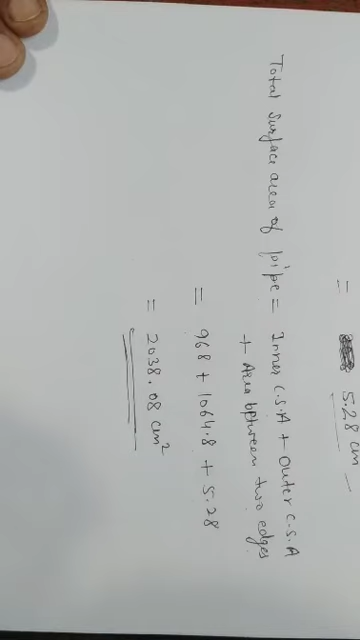 = 5.28 cm
Total surface area of pipe = Inner C.S.A + Outer C.S.A
+ Area between two edges
= 968 + 1064.8 + 5.28
= 2038.08 cm²